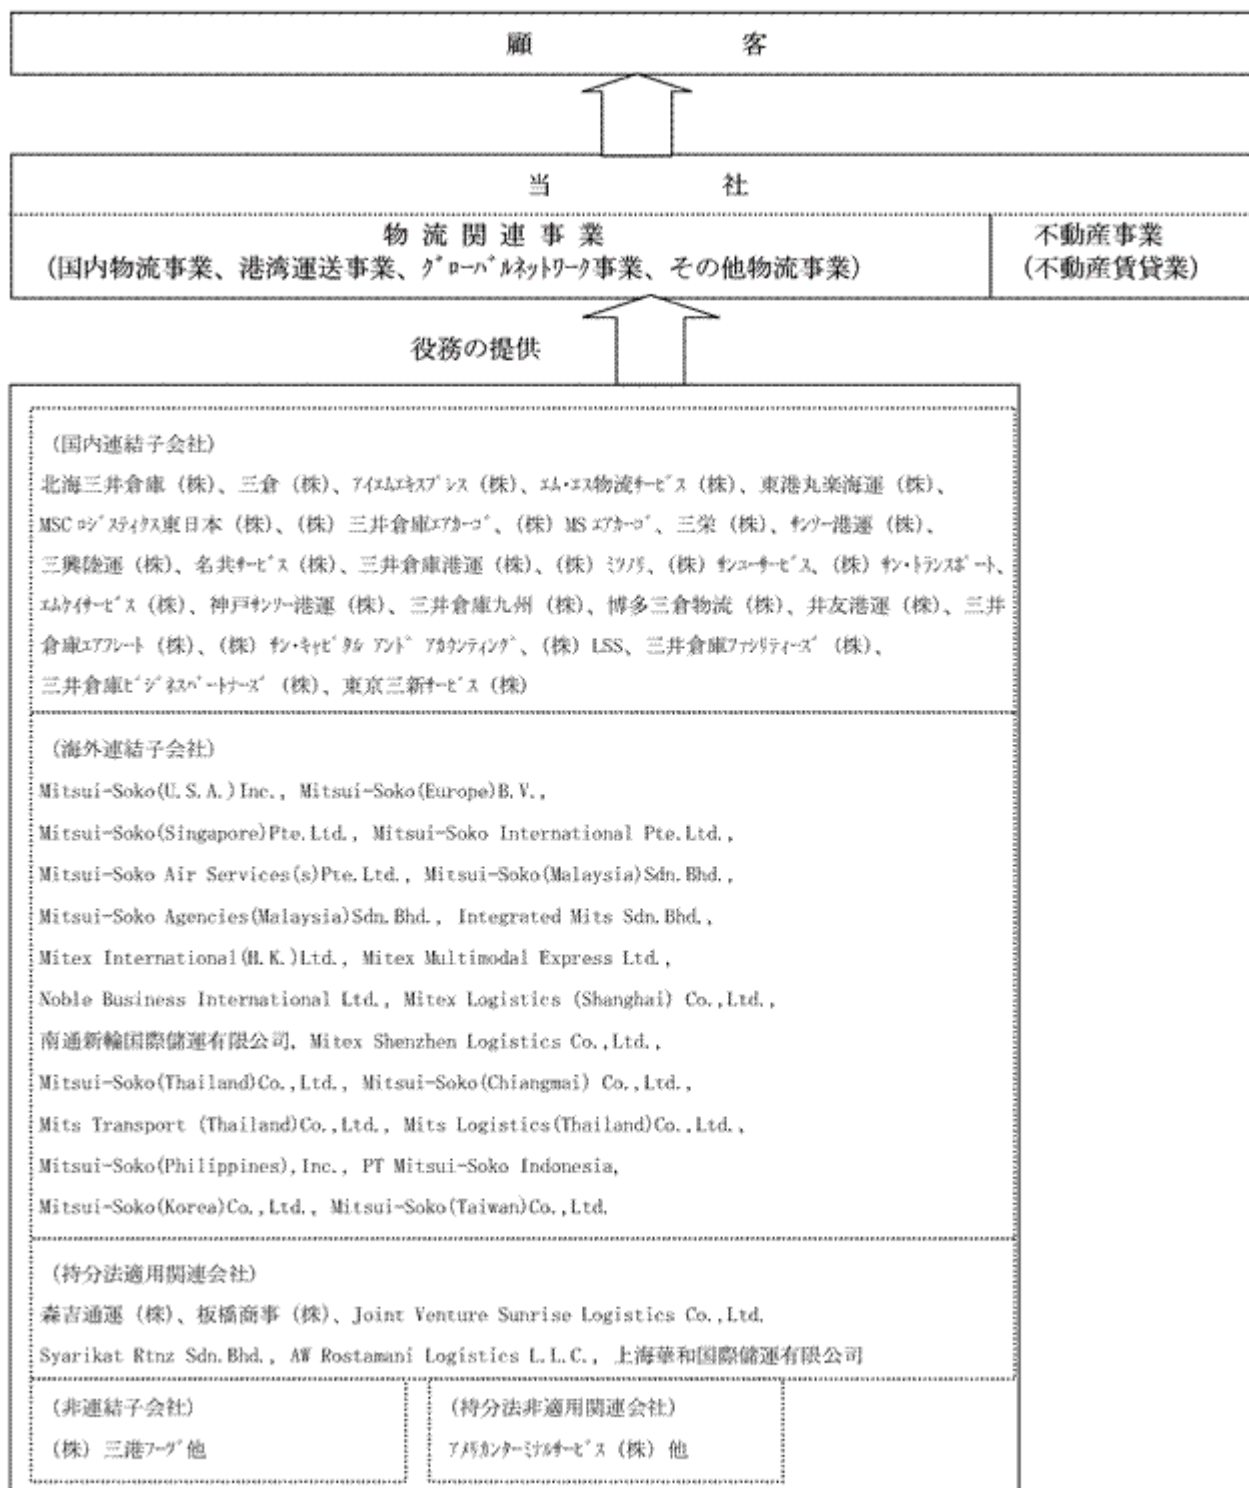 顧客
当社
物流関連事業
不動産事業
(国内物流事業、港湾運送事業、ｸﾞﾛｰﾊﾞﾙﾈｯﾄﾜｰｸ事業、その他物流事業)
(不動産賃貸業)
役務の提供
(国内連結子会社)
北海三井倉庫（株）、三倉（株）、ｱｲｴﾑｴｷｽﾌﾟﾚｽ（株）、ｴﾑ･ｴｽ物流ｻｰﾋﾞｽ（株）、東港丸楽海運（株）、
MSCﾛｼﾞｽﾃｨｸｽ東日本（株）、（株）三井倉庫ｴｱｶｰｺﾞ、（株）MSｴｱｶｰｺﾞ、三栄（株）、ｻﾝｿｰ港運（株）、
三興陸運（株）、名共ｻｰﾋﾞｽ（株）、三井倉庫港運（株）、（株）ﾐﾂﾉﾘ、（株）ｻﾝﾕｰｻｰﾋﾞｽ、（株）ｻﾝ･ﾄﾗﾝｽﾎﾟｰﾄ、
ｴﾑｹｲｻｰﾋﾞｽ（株）、神戸ｻﾝｿｰ港運（株）、三井倉庫九州（株）、博多三倉物流（株）、井友港運（株）、三井
倉庫ｴｱﾌﾚｰﾄ（株）、（株）ｻﾝ･ｷｬﾋﾟﾀﾙ ｱﾝﾄﾞ ｱｶｳﾝﾃｨﾝｸﾞ、（株）LSS、三井倉庫ﾌｧｼﾘﾃｨｰｽﾞ（株）、
三井倉庫ﾋﾞｼﾞﾈｽﾊﾟｰﾄﾅｰｽﾞ（株）、東京三新ｻｰﾋﾞｽ（株）
(海外連結子会社)
Mitsui-Soko(U.S.A.)Inc., Mitsui-Soko(Europe)B.V.,
Mitsui-Soko(Singapore)Pte.Ltd., Mitsui-Soko International Pte.Ltd.,
Mitsui-Soko Air Services(s)Pte.Ltd., Mitsui-Soko(Malaysia)Sdn.Bhd.,
Mitsui-Soko Agencies(Malaysia)Sdn.Bhd., Integrated Mits Sdn.Bhd.,
Mitex International(H.K.)Ltd., Mitex Multimodal Express Ltd.,
Noble Business International Ltd., Mitex Logistics (Shanghai) Co.,Ltd.,
南通新輪国際儲運有限公司, Mitex Shenzhen Logistics Co.,Ltd.,
Mitsui-Soko(Thailand)Co.,Ltd., Mitsui-Soko(Chiangmai) Co.,Ltd.,
Mits Transport (Thailand)Co.,Ltd., Mits Logistics(Thailand)Co.,Ltd.,
Mitsui-Soko(Philippines),Inc., PT Mitsui-Soko Indonesia,
Mitsui-Soko(Korea)Co.,Ltd., Mitsui-Soko(Taiwan)Co.,Ltd.
(持分法適用関連会社)
森吉通運（株）、板橋商事（株）、Joint Venture Sunrise Logistics Co.,Ltd.
Syarikat Rtnz Sdn.Bhd., AW Rostamani Logistics L.L.C., 上海華和国際儲運有限公司
(非連結子会社)
（株）三港ﾌｰｽﾞ他
(持分法非適用関連会社)
ｱﾒﾘｶﾝﾀｰﾐﾅﾙｻｰﾋﾞｽ（株）他